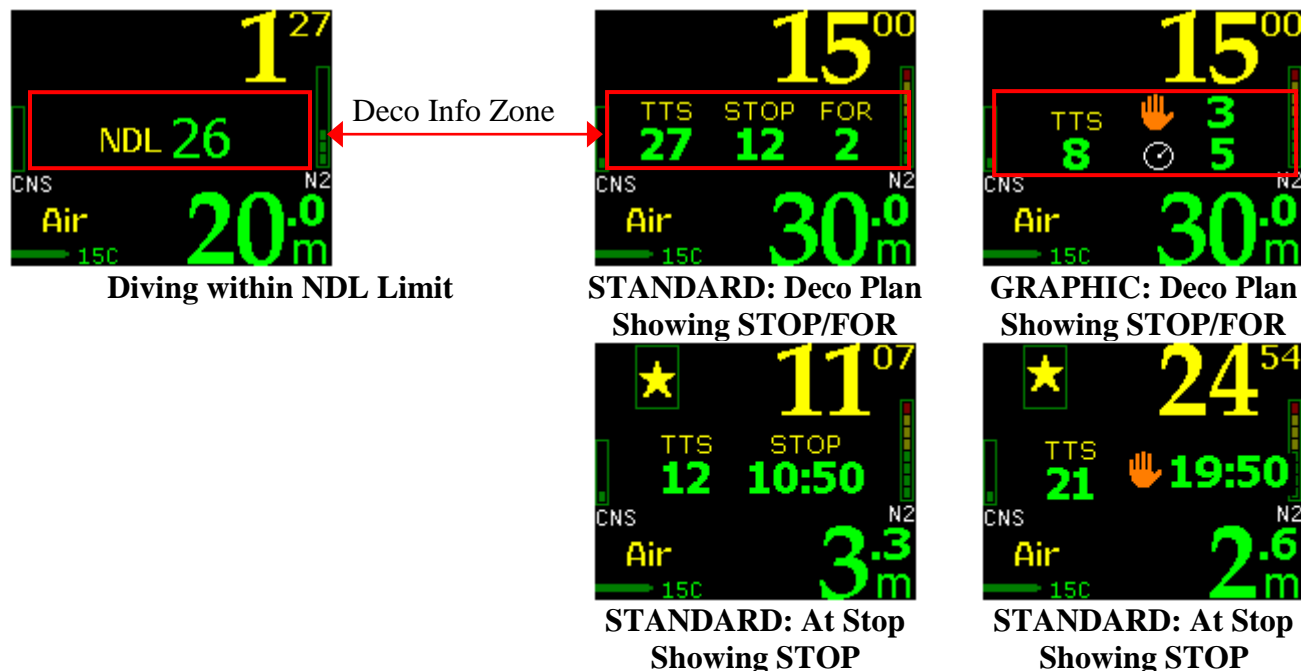 1 27
NDL 26
CNS N2
Air 20.0 m
15C
Diving within NDL Limit
Deco Info Zone
15 00
TTS STOP FOR
27 12 2
CNS N2
Air 30.0 m
15C
STANDARD: Deco Plan
Showing STOP/FOR
15 00
TTS 3
8 5
CNS N2
Air 30.0 m
15C
GRAPHIC: Deco Plan
Showing STOP/FOR
11 07
TTS STOP
12 10:50
CNS N2
Air 3.3 m
15C
STANDARD: At Stop
Showing STOP
24 54
TTS
21 19:50
CNS N2
Air 2.6 m
15C
STANDARD: At Stop
Showing STOP